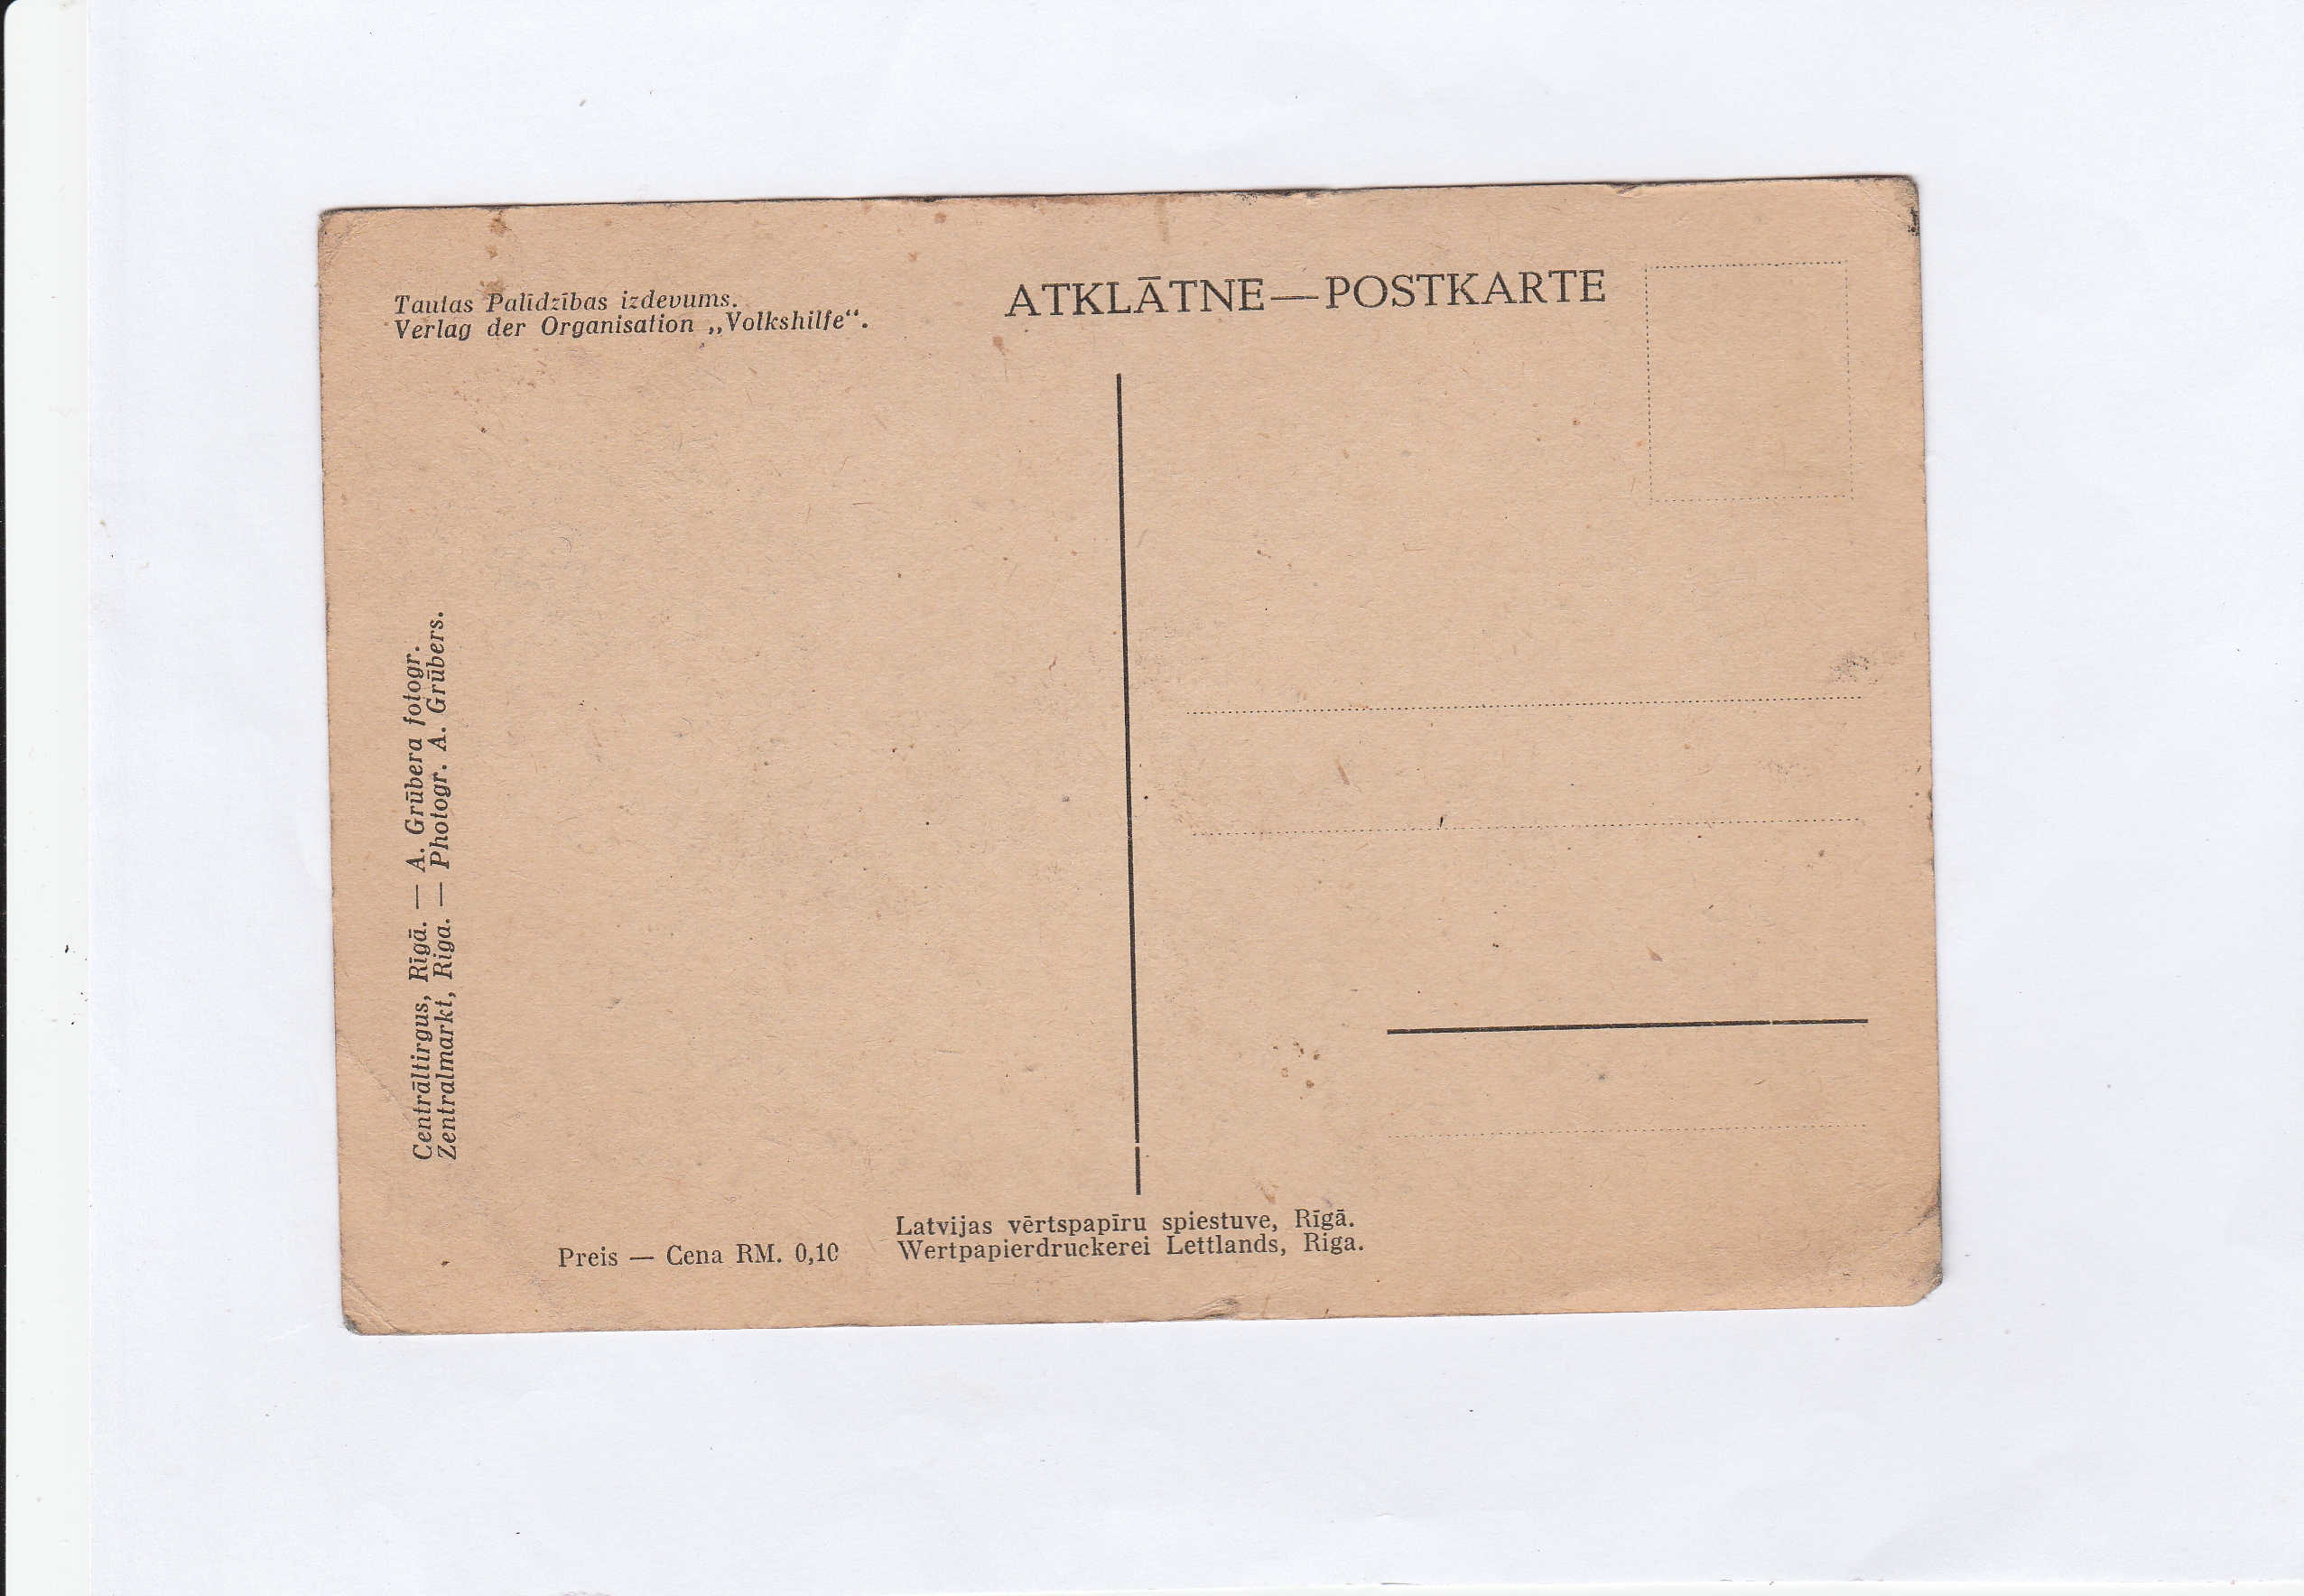 Tautas Palīdzības izdevums.
Verlag der Organisation „Volkshilfe“.
ATKLĀTNE—POSTKARTE
Centrāltirgus, Rīgā. — A. Grūbera fotogr.
Zentralmarkt, Riga. — Photogr. A. Grūbers.
Preis — Cena RM. 0,10
Latvijas vērtspapīru spiestuve, Rīgā.
Wertpapierdruckerei Lettlands, Riga.